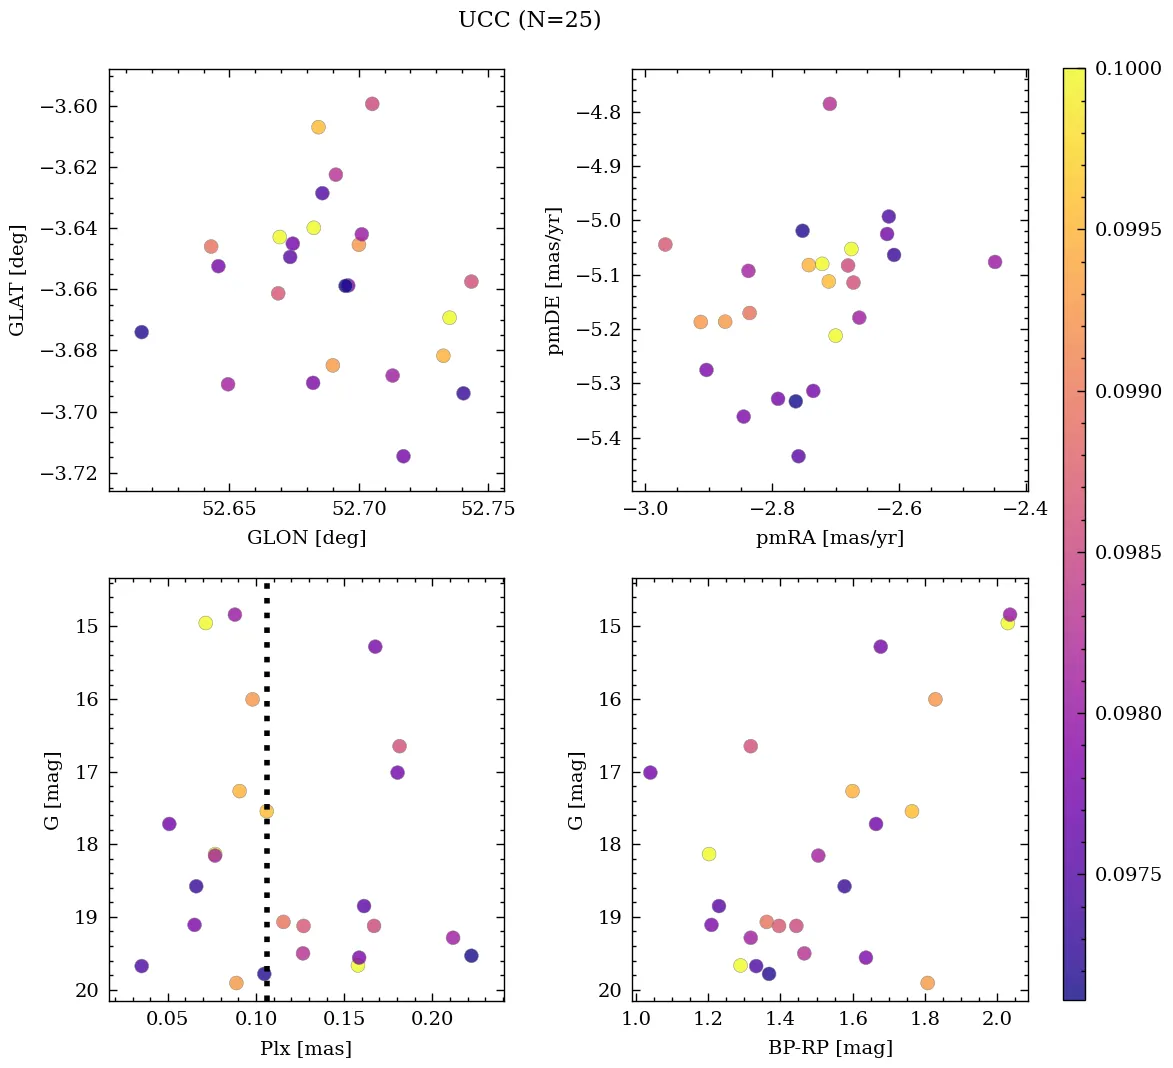 UCC (N=25)
−3.60
−3.62
−3.64
−3.66
−3.68
−3.70
−3.72
GLAT [deg]
52.65 52.70 52.75
GLON [deg]
−4.8
−4.9
−5.0
−5.1
−5.2
−5.3
−5.4
pmDE [mas/yr]
−3.0 −2.8 −2.6 −2.4
pmRA [mas/yr]
15
16
17
18
19
20
G [mag]
0.05 0.10 0.15 0.20
Plx [mas]
15
16
17
18
19
20
G [mag]
1.0 1.2 1.4 1.6 1.8 2.0
BP-RP [mag]
0.1000
0.0995
0.0990
0.0985
0.0980
0.0975